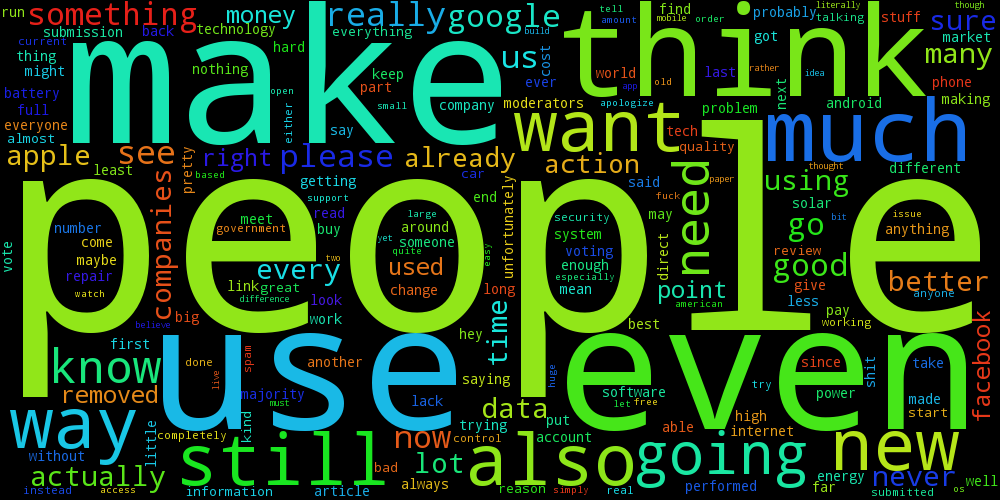 run
something
money
really
google
us
cost
everything
build
think
find
tell
amount
mobile
order
probably
literally
talking
though
stuff
sure
submission
back
technology
hard
got
market
current
thing
might
nothing
make
keep
part
ever
world
last
app
old
rather
idea
next
many
phone
battery
full
open
either
small
company
say
moderators
apologize
problem
android
making
everyone
almost
apple
least
see
pretty
right
based
please
already
want
action
tech
quality
much
thought
different
getting
support
car
end
unfortunately
said
fuck
paper
need
using
solar
vote
number
come
maybe
repair
watch
believe
people
companies
meet
government
read
buy
large
around
someone
yet
quite
easy
security
system
voting
enough
especially
mean
may
direct
go
bit
issue
anything
review
good
give
every
two
link
great
difference
used
change
long
point
american
less
anyone
better
big
look
work
hey
best
pay
working
first
know
done
live
spam
use
another
time
saying
even
huge
software
let
free
try
since
power
shit
take
made
start
facebook
removed
majority
must
lack
data
trying
put
account
high
internet
way
little
completely
kind
still
now
control
also
able
going
new
without
actually
bad
lot
always
reason
simply
real
performed
far
energy
never
well
instead
access
information
article
submitted
os